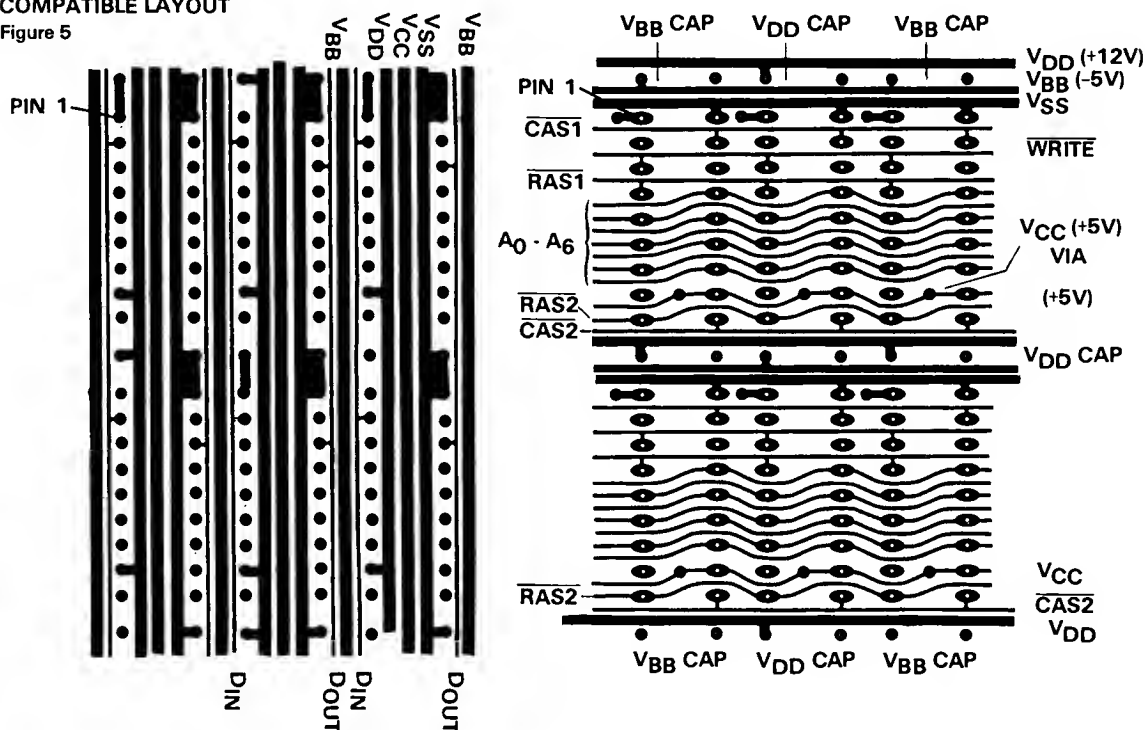 COMPATIBLE LAYOUT
Figure 5
VBB
VDD
VCC
VSS
VBB
PIN 1
DIN
DOUT
DIN
DOUT
VBB CAP
VDD CAP
VBB CAP
VDD (+12V)
VBB (-5V)
VSS
PIN 1
CAS1
WRITE
RAS1
A0 - A6
VCC (+5V)
VIA
(+5V)
RAS2
CAS2
VDD CAP
VCC
RAS2
CAS2
VDD
VBB CAP
VDD CAP
VBB CAP